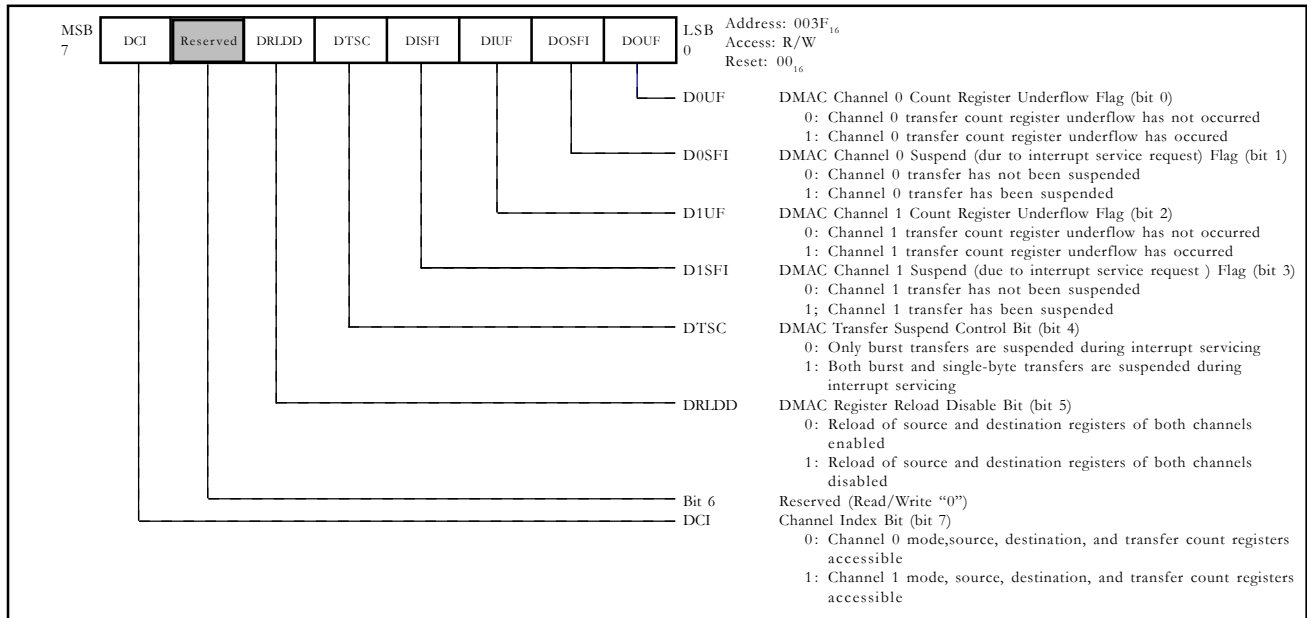 MSB
7
DCI Reserved DRLDD DTSC DISFI DIUF DOSFI DOUF
LSB
0
Address: 003F16
Access: R/W
Reset: 0016
D0UF DMAC Channel 0 Count Register Underflow Flag (bit 0)
0: Channel 0 transfer count register underflow has not occurred
1: Channel 0 transfer count register underflow has occured
D0SFI DMAC Channel 0 Suspend (dur to interrupt service request) Flag (bit 1)
0: Channel 0 transfer has not been suspended
1: Channel 0 transfer has been suspended
D1UF DMAC Channel 1 Count Register Underflow Flag (bit 2)
0: Channel 1 transfer count register underflow has not occurred
1: Channel 1 transfer count register underflow has occurred
D1SFI DMAC Channel 1 Suspend (due to interrupt service request ) Flag (bit 3)
0: Channel 1 transfer has not been suspended
1; Channel 1 transfer has been suspended
DTSC DMAC Transfer Suspend Control Bit (bit 4)
0: Only burst transfers are suspended during interrupt servicing
1: Both burst and single-byte transfers are suspended during
interrupt servicing
DRLDD DMAC Register Reload Disable Bit (bit 5)
0: Reload of source and destination registers of both channels
enabled
1: Reload of source and destination registers of both channels
disabled
Bit 6 Reserved (Read/Write “0”)
DCI Channel Index Bit (bit 7)
0: Channel 0 mode,source, destination, and transfer count registers
accessible
1: Channel 1 mode, source, destination, and transfer count registers
accessible